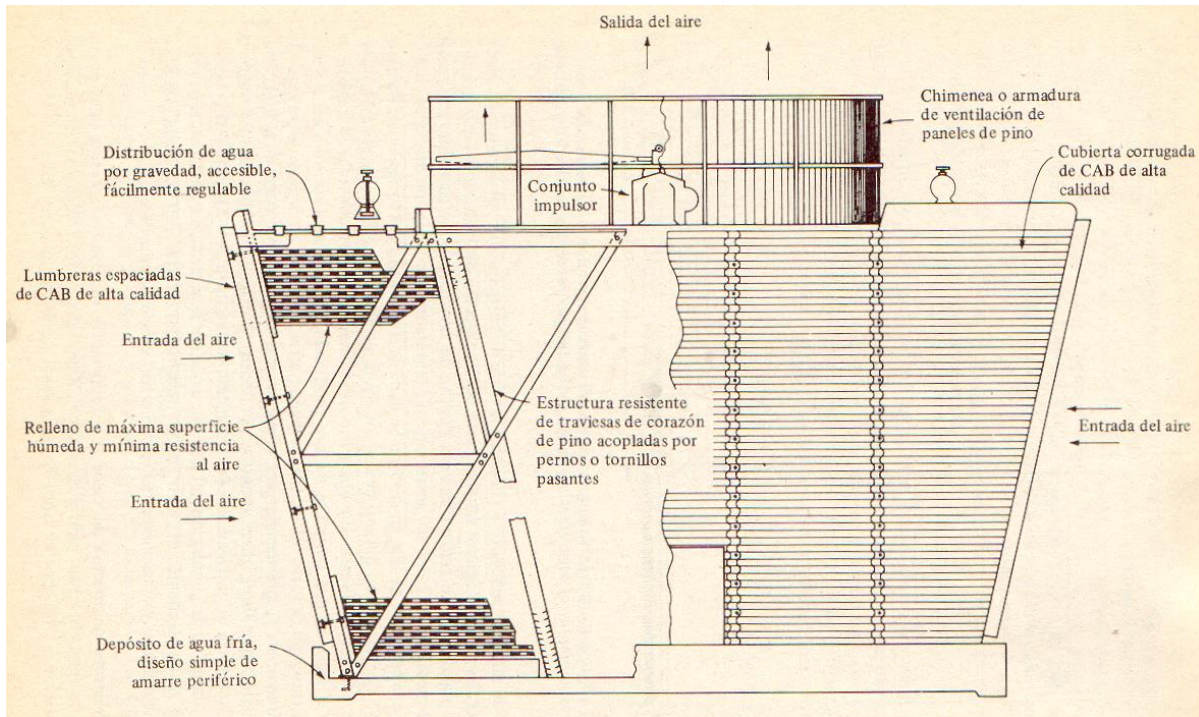 Salida del aire
Chimenea o armadura
de ventilación de
paneles de pino
Distribución de agua
por gravedad, accesible,
fácilmente regulable
Cubierta corrugada
de CAB de alta
calidad
Conjunto
impulsor
Lumbreras espaciadas
de CAB de alta calidad
Entrada del aire
Estructura resistente
de traviesas de corazón
de pino acopladas por
pernos o tornillos
pasantes
Relleno de máxima superficie
húmeda y mínima resistencia
al aire
Entrada del aire
Entrada del aire
Depósito de agua fría,
diseño simple de
amarre periférico